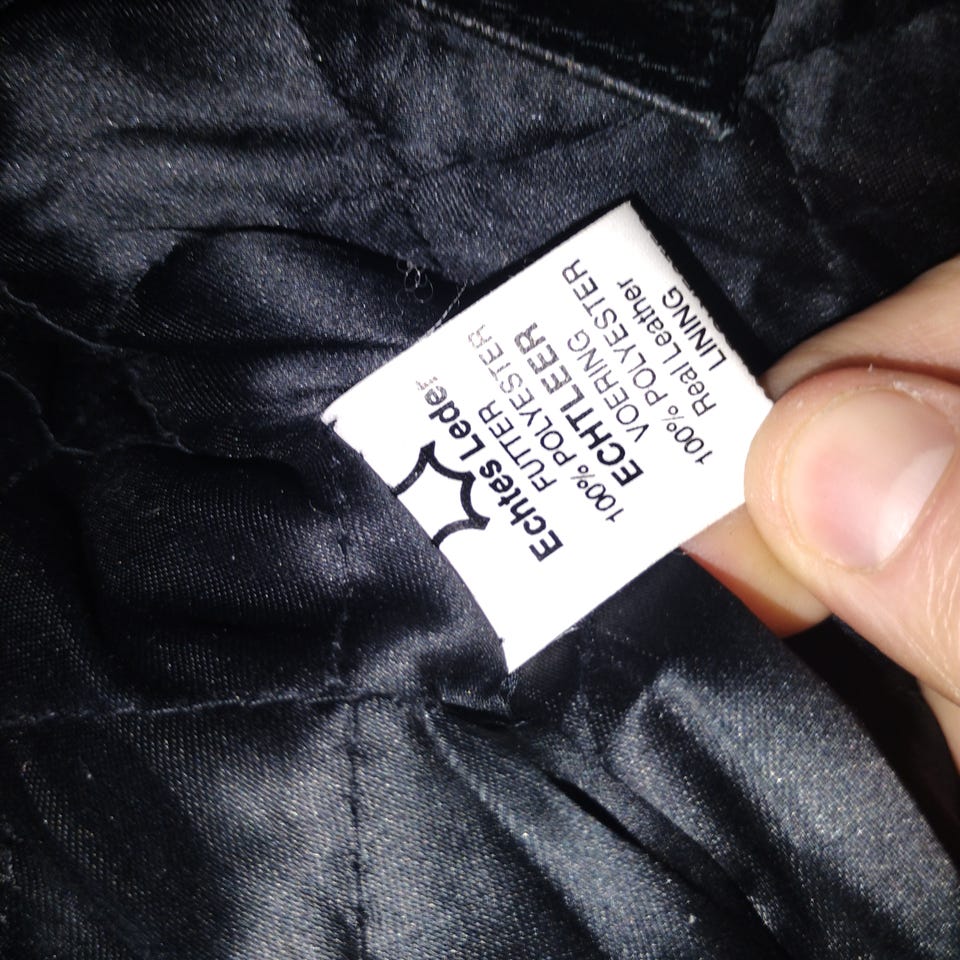 Echtes Leder
FUTTER
100% POLYESTER
ECHTLEER
VOERING
100% POLYESTER
Real Leather
LINING
100%